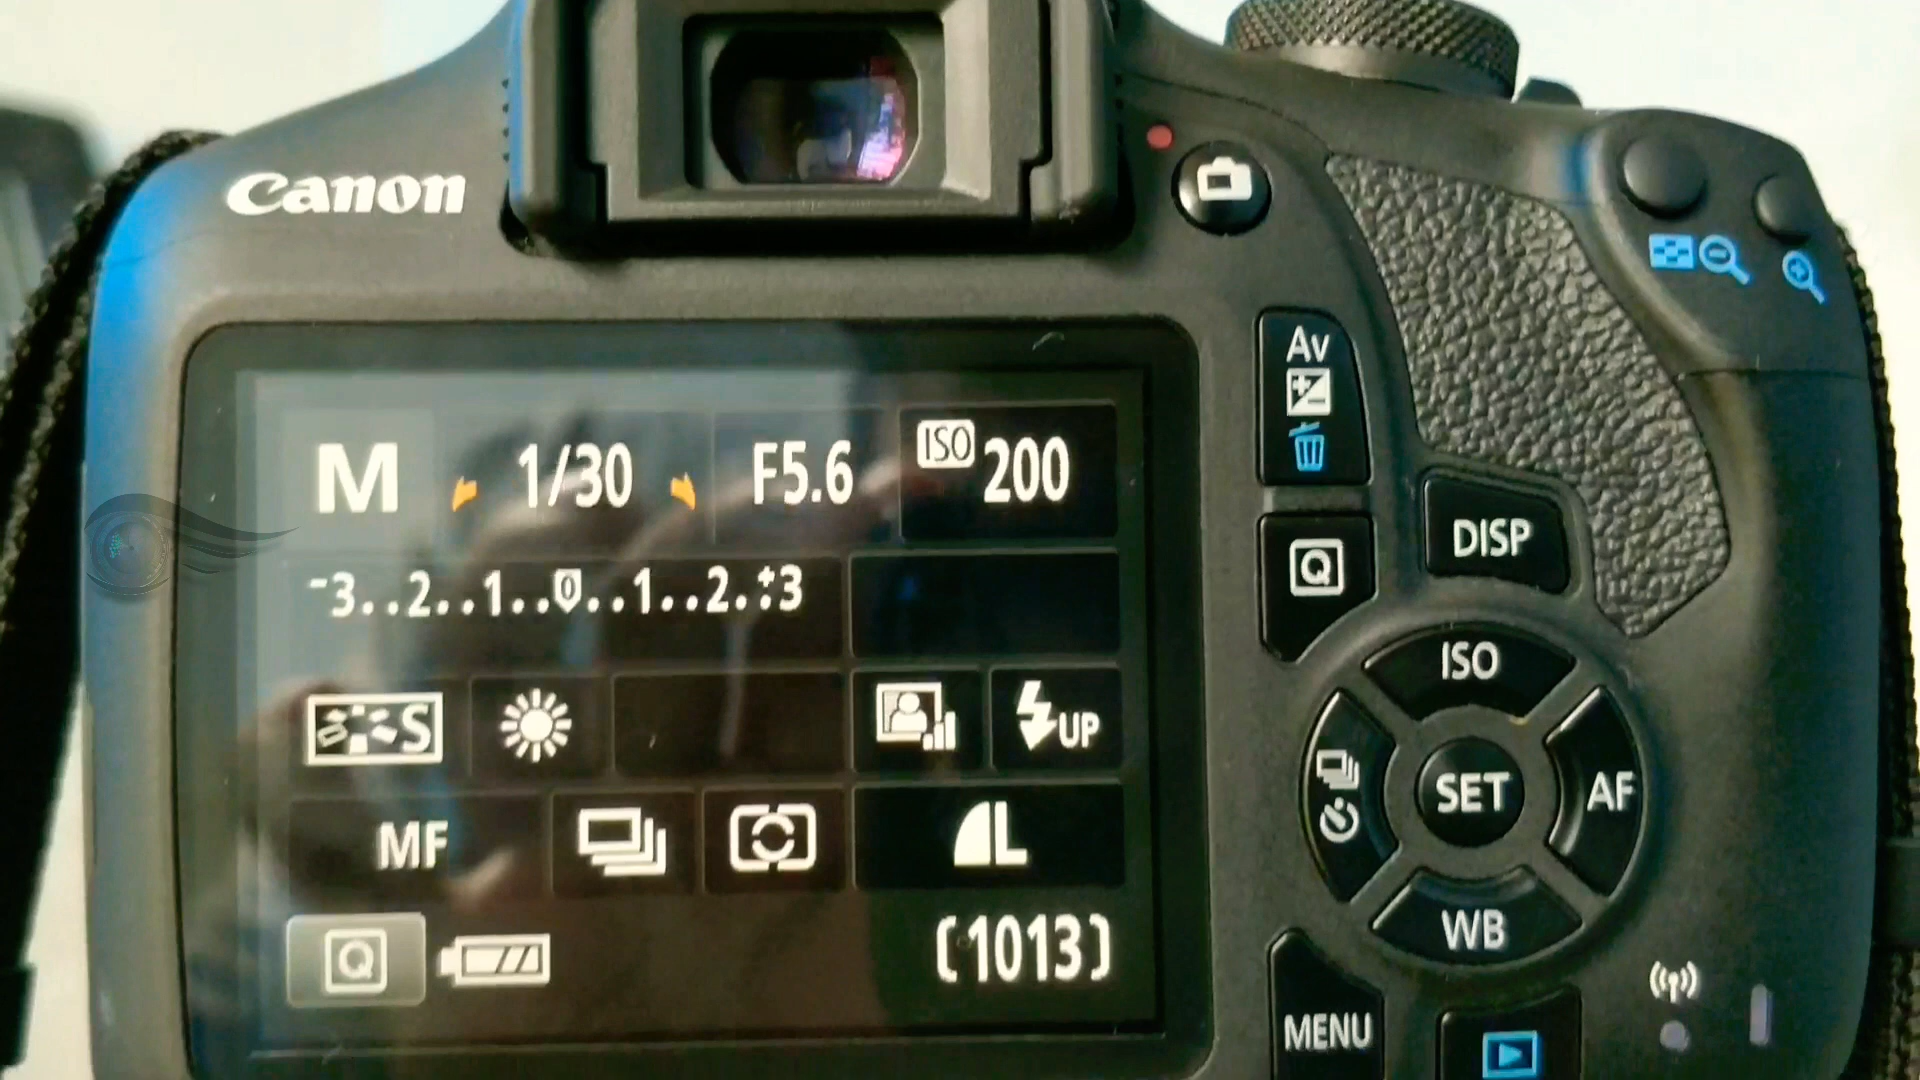 Canon
M 1/30 F5.6 ISO 200
-3..2..1..0..1..2.:+3
S
UP
MF
L
Q
(1013)
Av
Q
DISP
ISO
SET
AF
WB
MENU